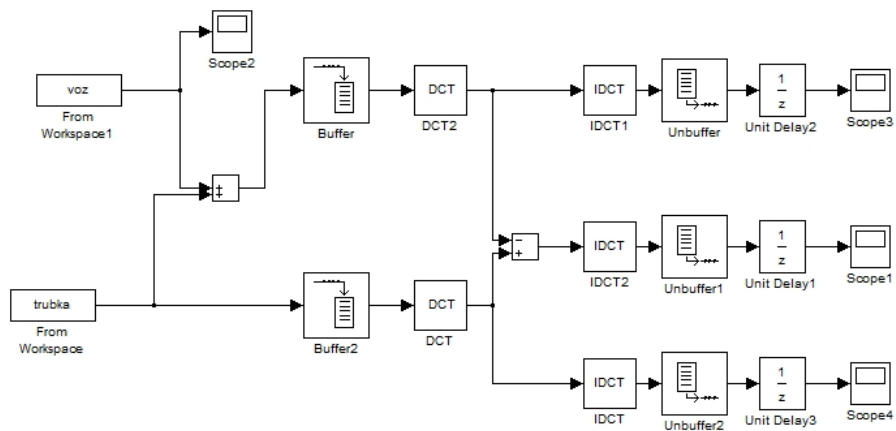 Scope2
voz
From
Workspace1
Buffer
DCT
DCT2
IDCT
IDCT1
Unbuffer
1
z
Unit Delay2
Scope3
+
+
−
+
IDCT
IDCT2
Unbuffer1
1
z
Unit Delay1
Scope1
trubka
From
Workspace
Buffer2
DCT
DCT
IDCT
IDCT
Unbuffer2
1
z
Unit Delay3
Scope4